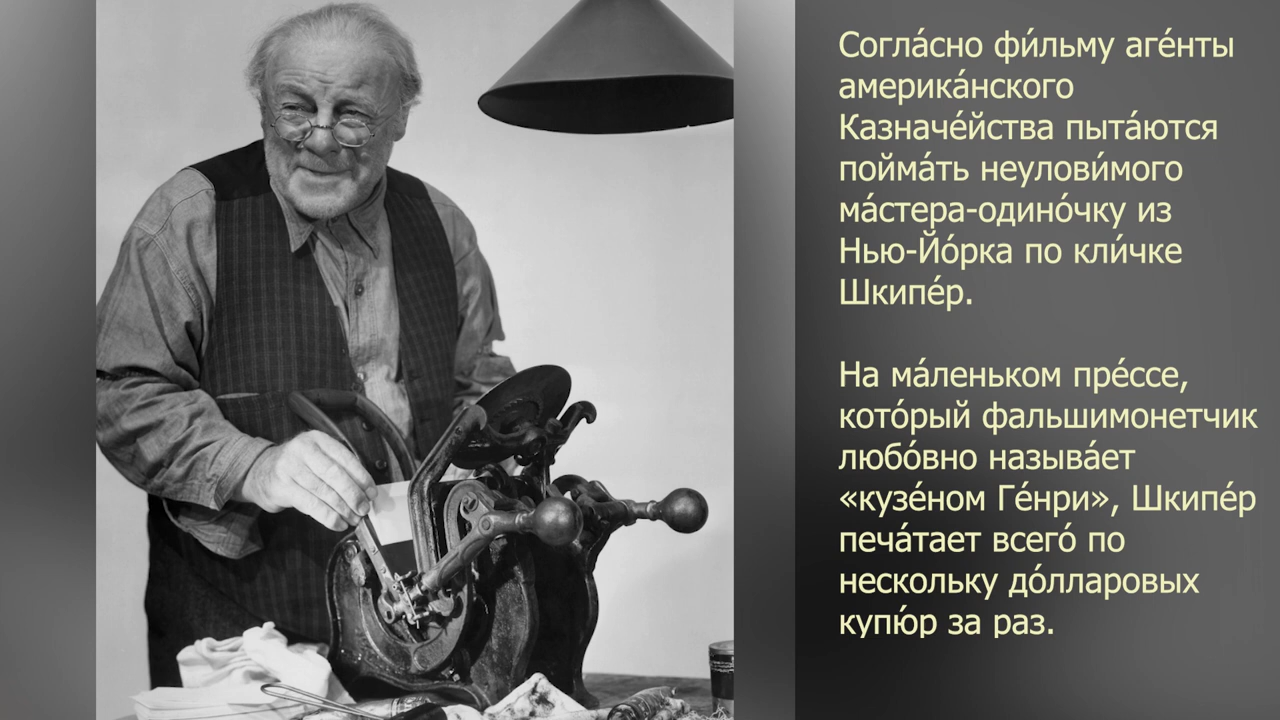 Согла́сно фи́льму аге́нты
америка́нского
Казначе́йства пыта́ются
пойма́ть неулови́мого
ма́стера-одино́чку из
Нью-Йо́рка по кли́чке
Шкипе́р.
На ма́леньком пре́ссе,
кото́рый фальшимонетчик
любо́вно называ́ет
«кузе́ном Ге́нри», Шкипе́р
печа́тает всего́ по
нескольку до́лларовых
купю́р за раз.